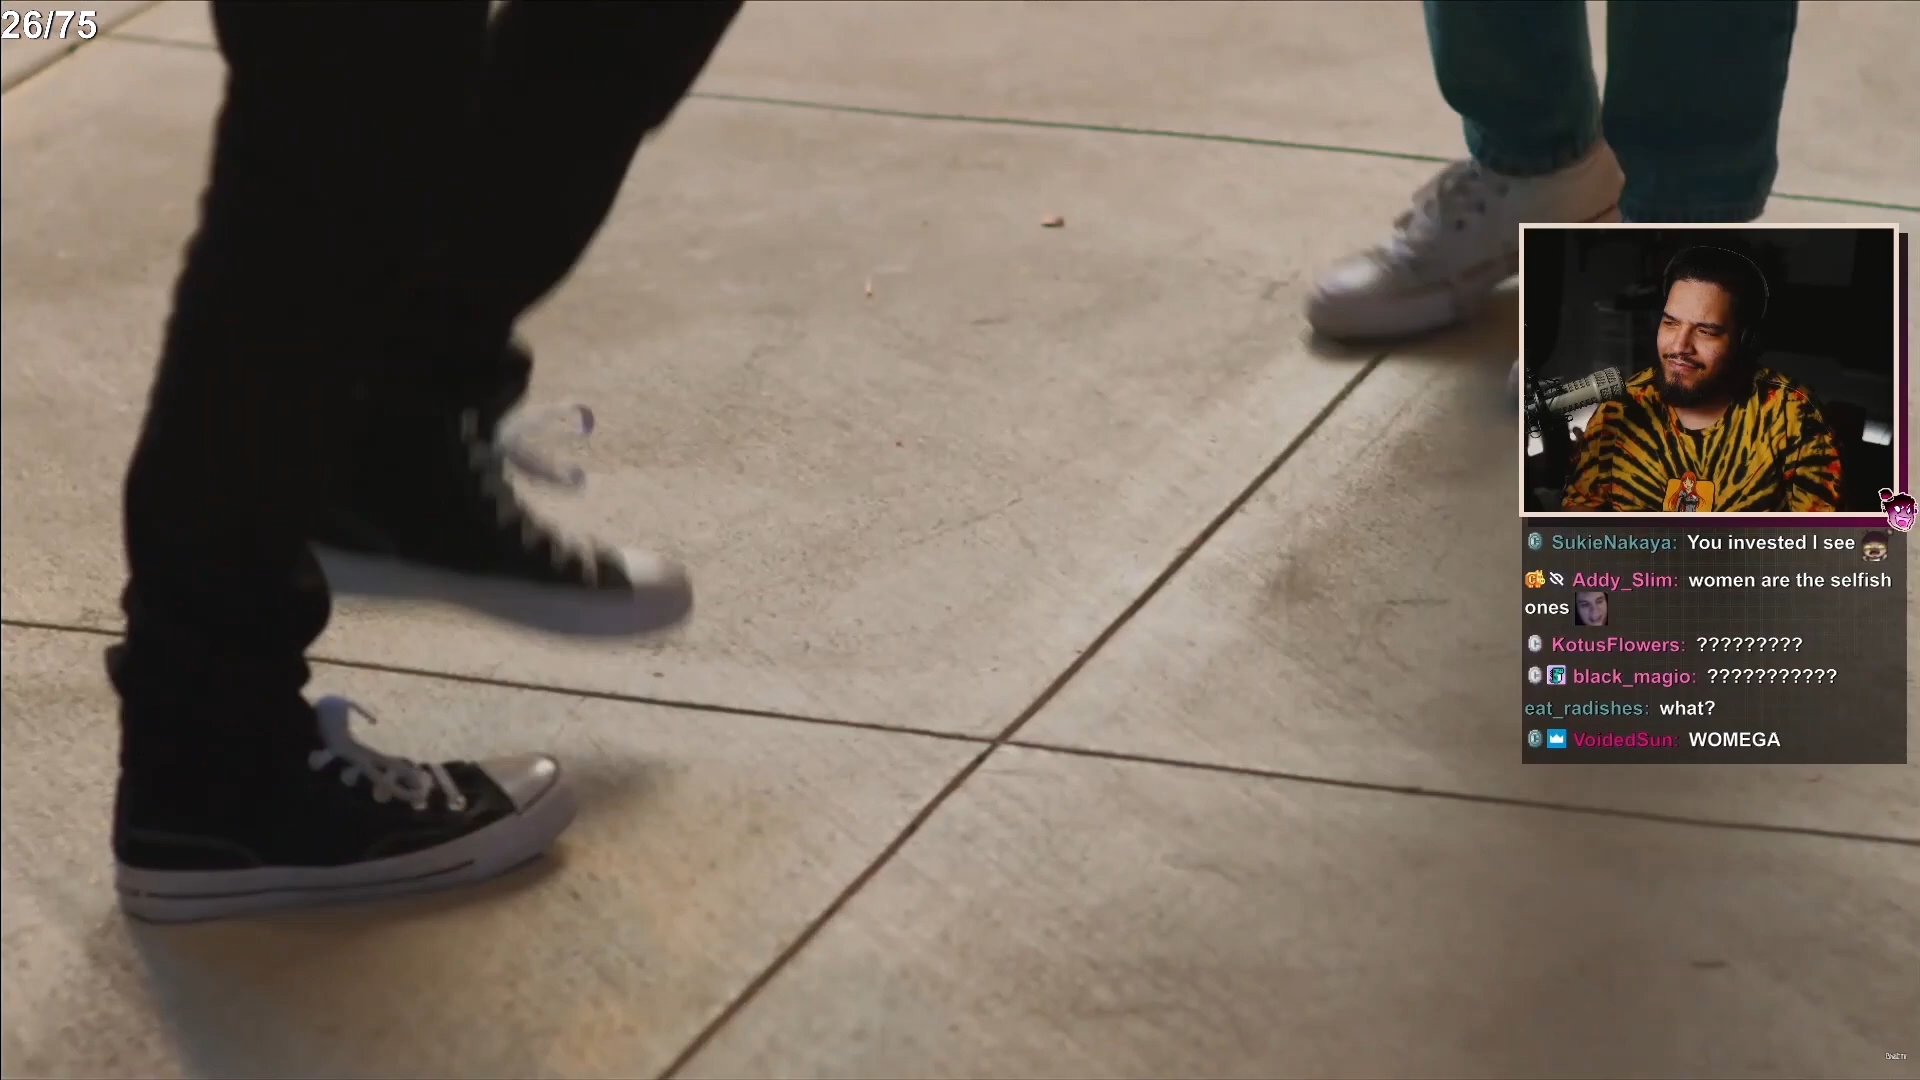 26/75
SukieNakaya: You invested I see
Addy_Slim: women are the selfish
ones
KotusFlowers: ?????????
black_magio: ???????????
eat_radishes: what?
VoidedSun: WOMEGA